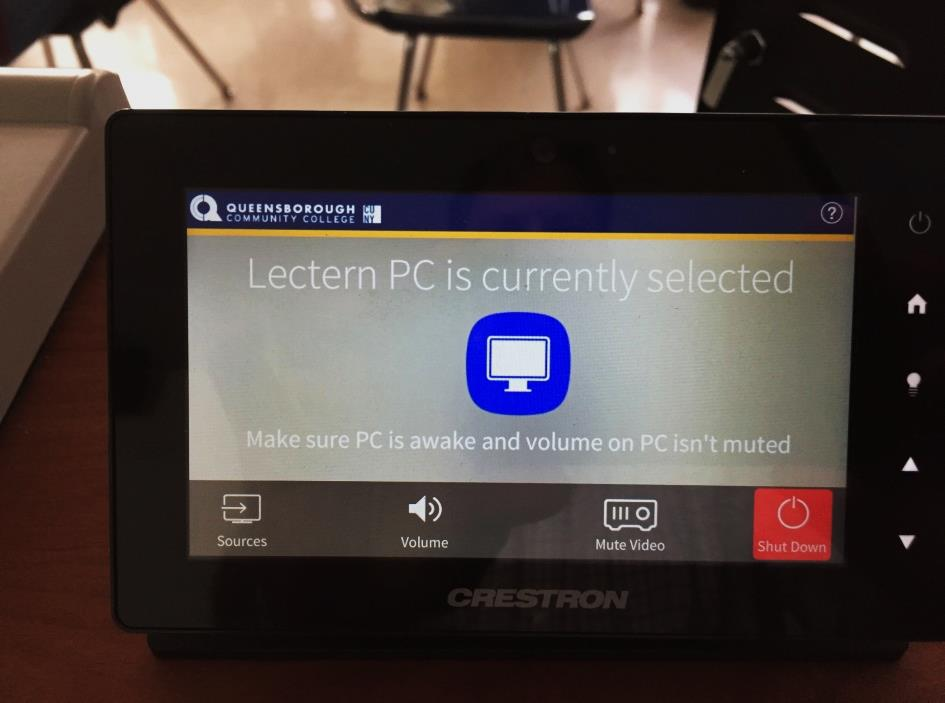 QUEENSBOROUGH
COMMUNITY COLLEGE
CU
NY
?
Lectern PC is currently selected
Make sure PC is awake and volume on PC isn't muted
Sources
Volume
Mute Video
Shut Down
CRESTRON